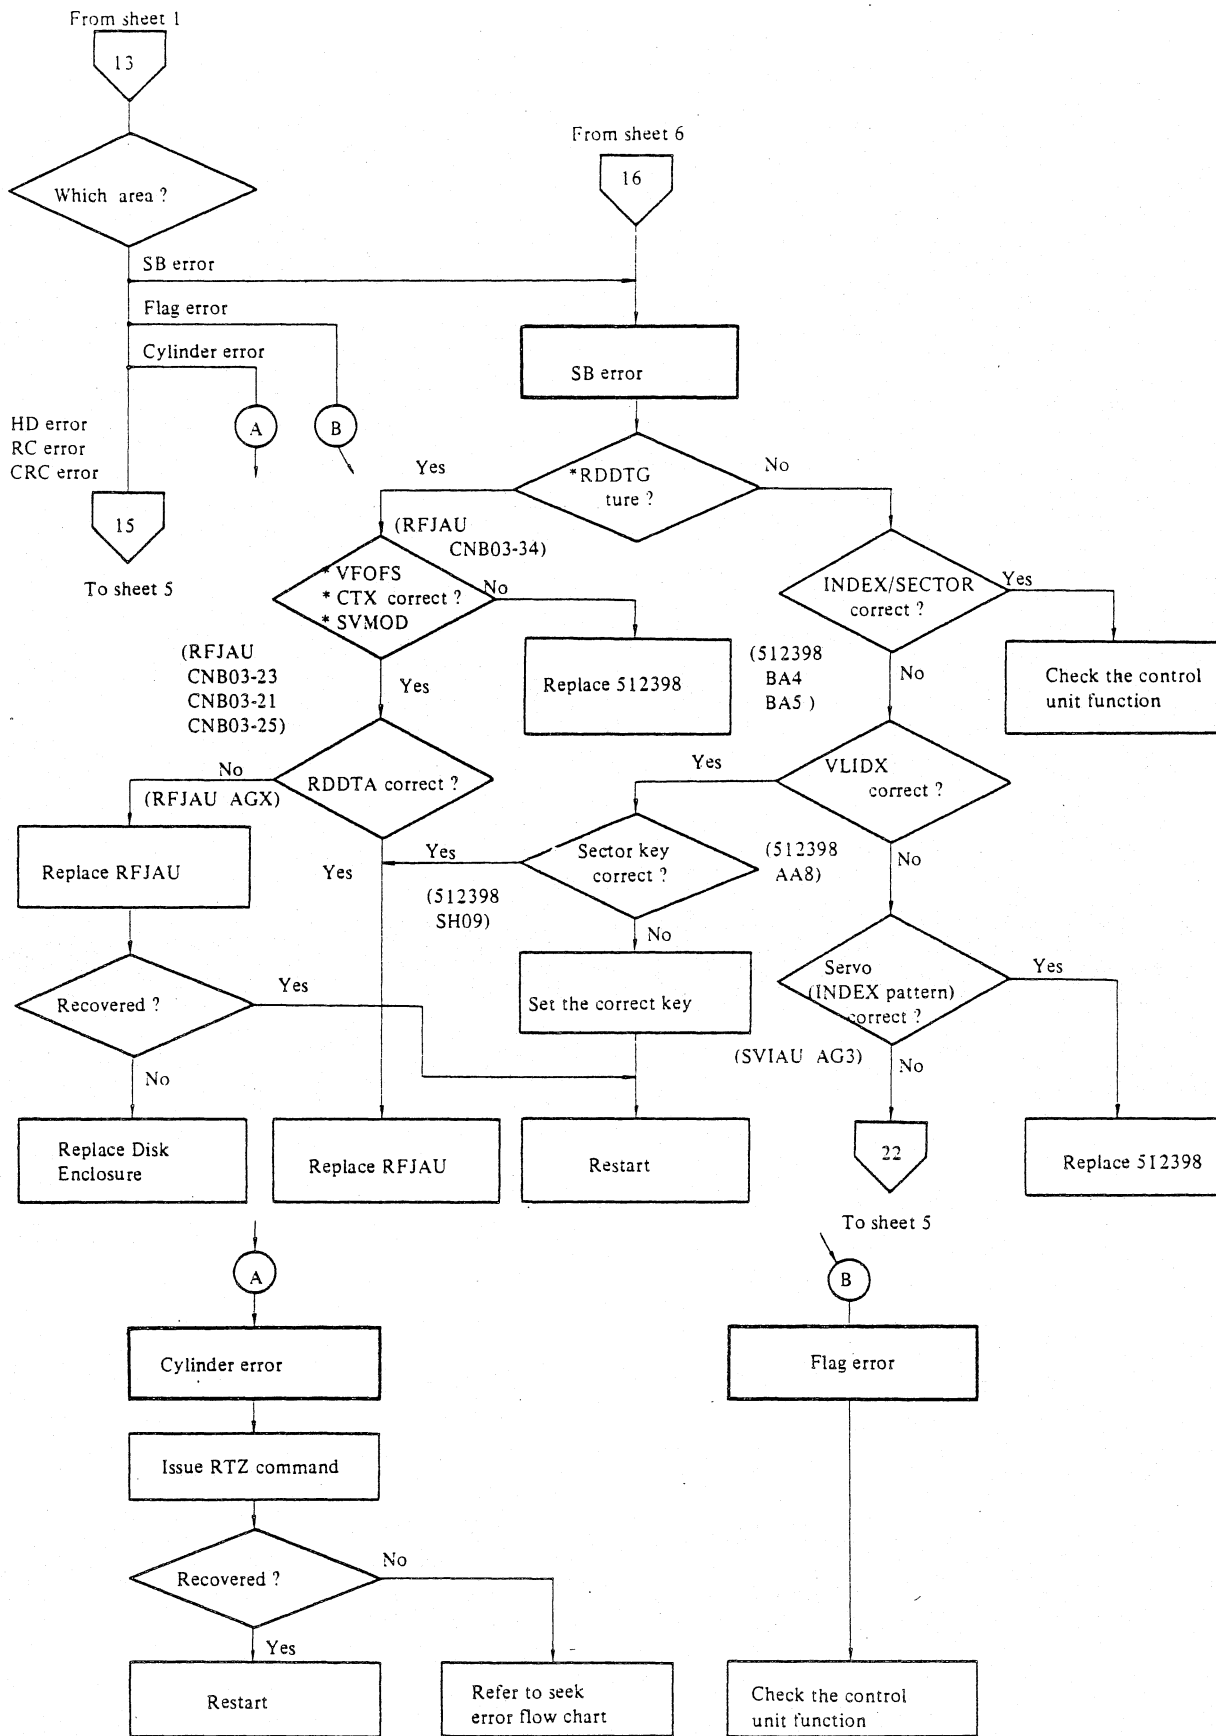 From sheet 1
13
From sheet 6
16
Which area ?
SB error
Flag error
Cylinder error
SB error
HD error
RC error
CRC error
A
B
15
To sheet 5
Yes
*RDDTG
ture ?
No
(RFJAU
CNB03-34)
* VFOFS
* CTX correct ?
* SVMOD
No
INDEX/SECTOR
correct ?
Yes
(RFJAU
CNB03-23
CNB03-21
CNB03-25)
Yes
Replace 512398
(512398
BA4
BA5 )
No
Check the control
unit function
No
(RFJAU AGX)
RDDTA correct ?
Yes
VLIDX
correct ?
Replace RFJAU
Yes
Yes
(512398
SH09)
Sector key
correct ?
(512398
AA8)
No
No
Recovered ?
Yes
Set the correct key
Servo
(INDEX pattern)
correct ?
Yes
(SVIAU AG3)
No
No
Replace Disk
Enclosure
Replace RFJAU
Restart
22
Replace 512398
To sheet 5
A
B
Cylinder error
Flag error
Issue RTZ command
Recovered ?
No
Yes
Restart
Refer to seek
error flow chart
Check the control
unit function